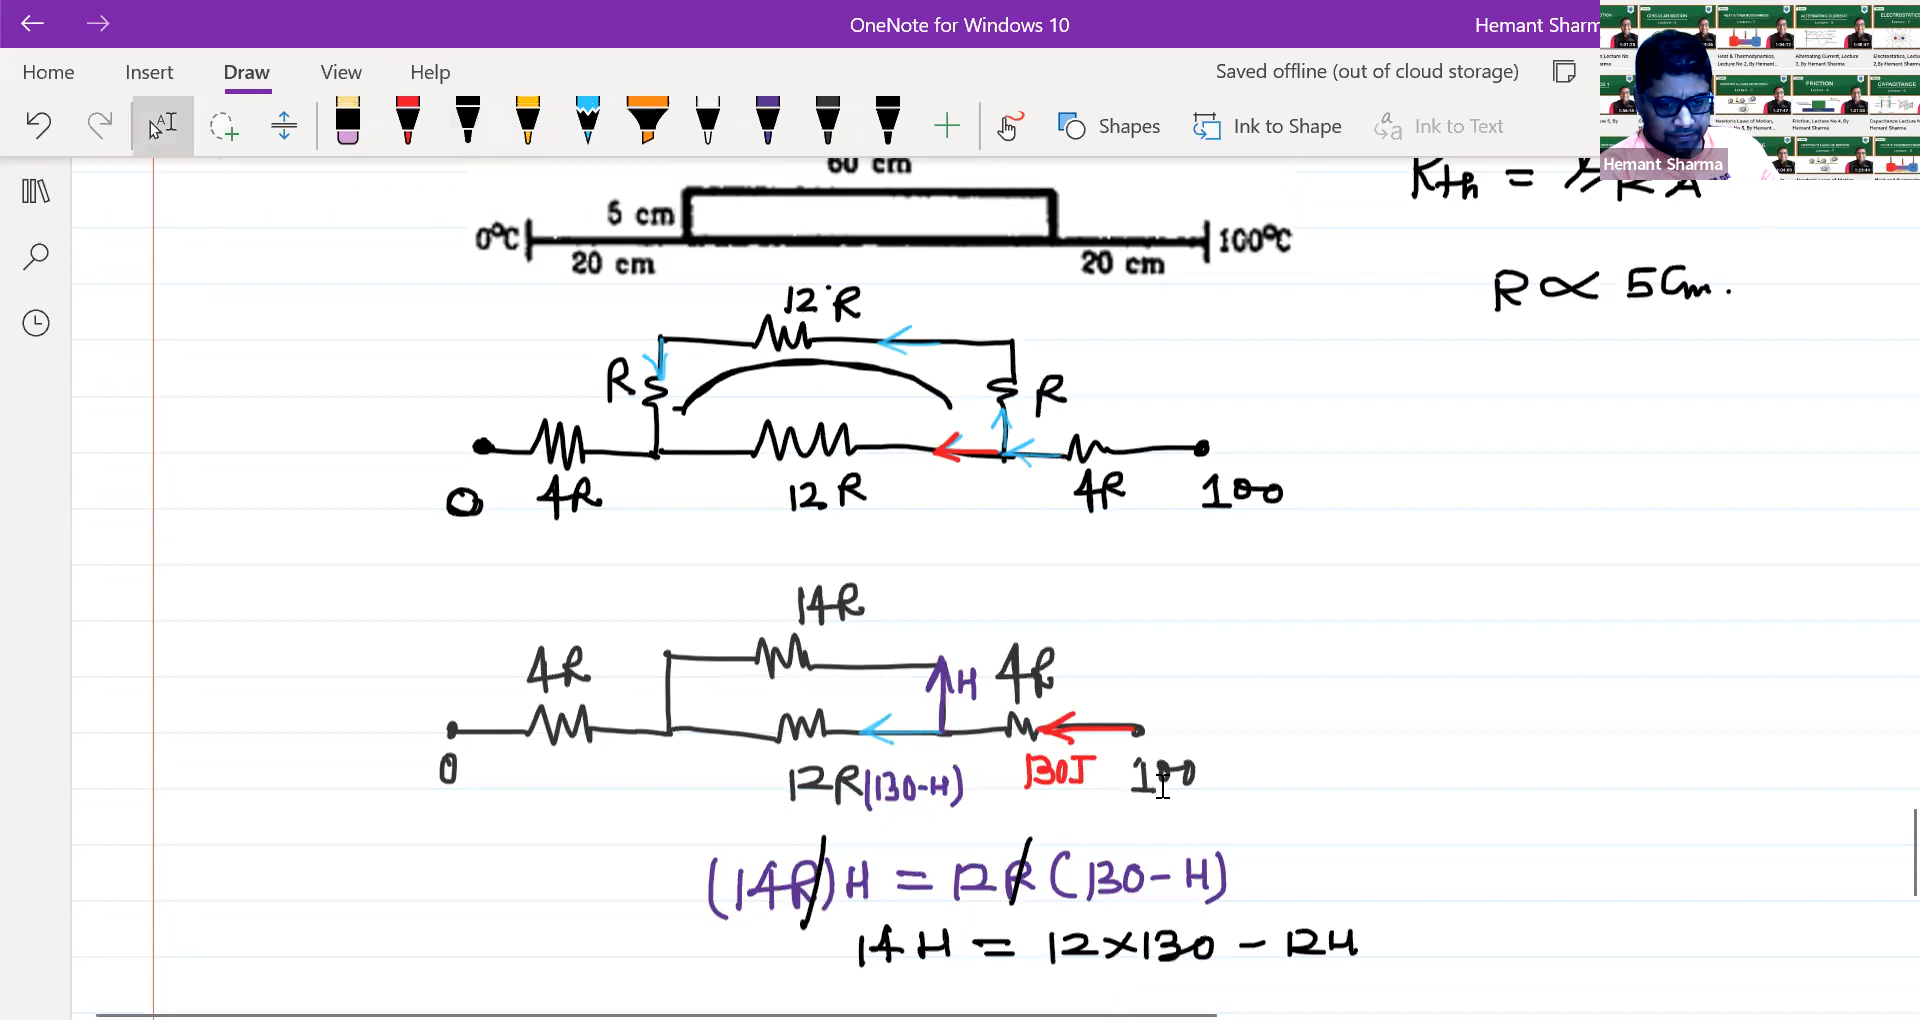 OneNote for Windows 10
Hemant Sharm
Home Insert Draw View Help
Saved offline (out of cloud storage)
Shapes Ink to Shape Ink to Text
Hemant Sharma
60 cm
5 cm
0°C 100°C
20 cm 20 cm
R ∝ 5Cm.
12 R
R R
0 4R 12 R 4R 100
14R
4R H 4R
0 12R (130-H) 130J 100
(14R) H = 12R (130-H)
14 H = 12×130 - 12H